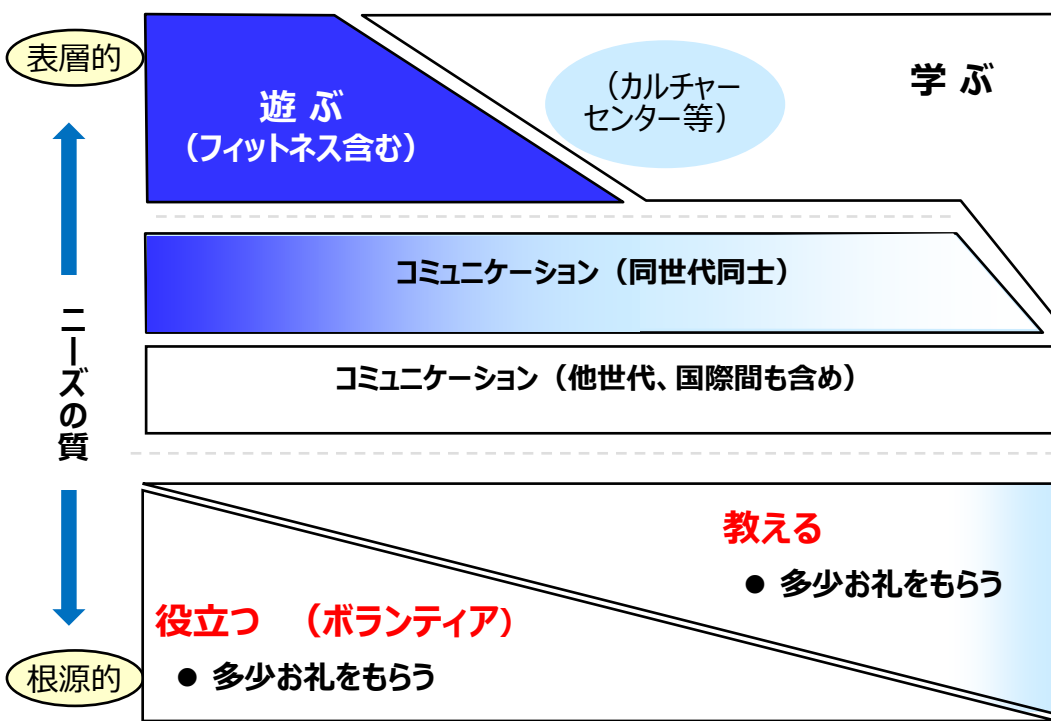 表層的
遊 ぶ
（フィットネス含む）
（カルチャー
センター等）
学 ぶ
コミュニケーション（同世代同士）
コミュニケーション（他世代、国際間も含め）
ニーズの質
教える
● 多少お礼をもらう
役立つ　（ボランティア）
● 多少お礼をもらう
根源的